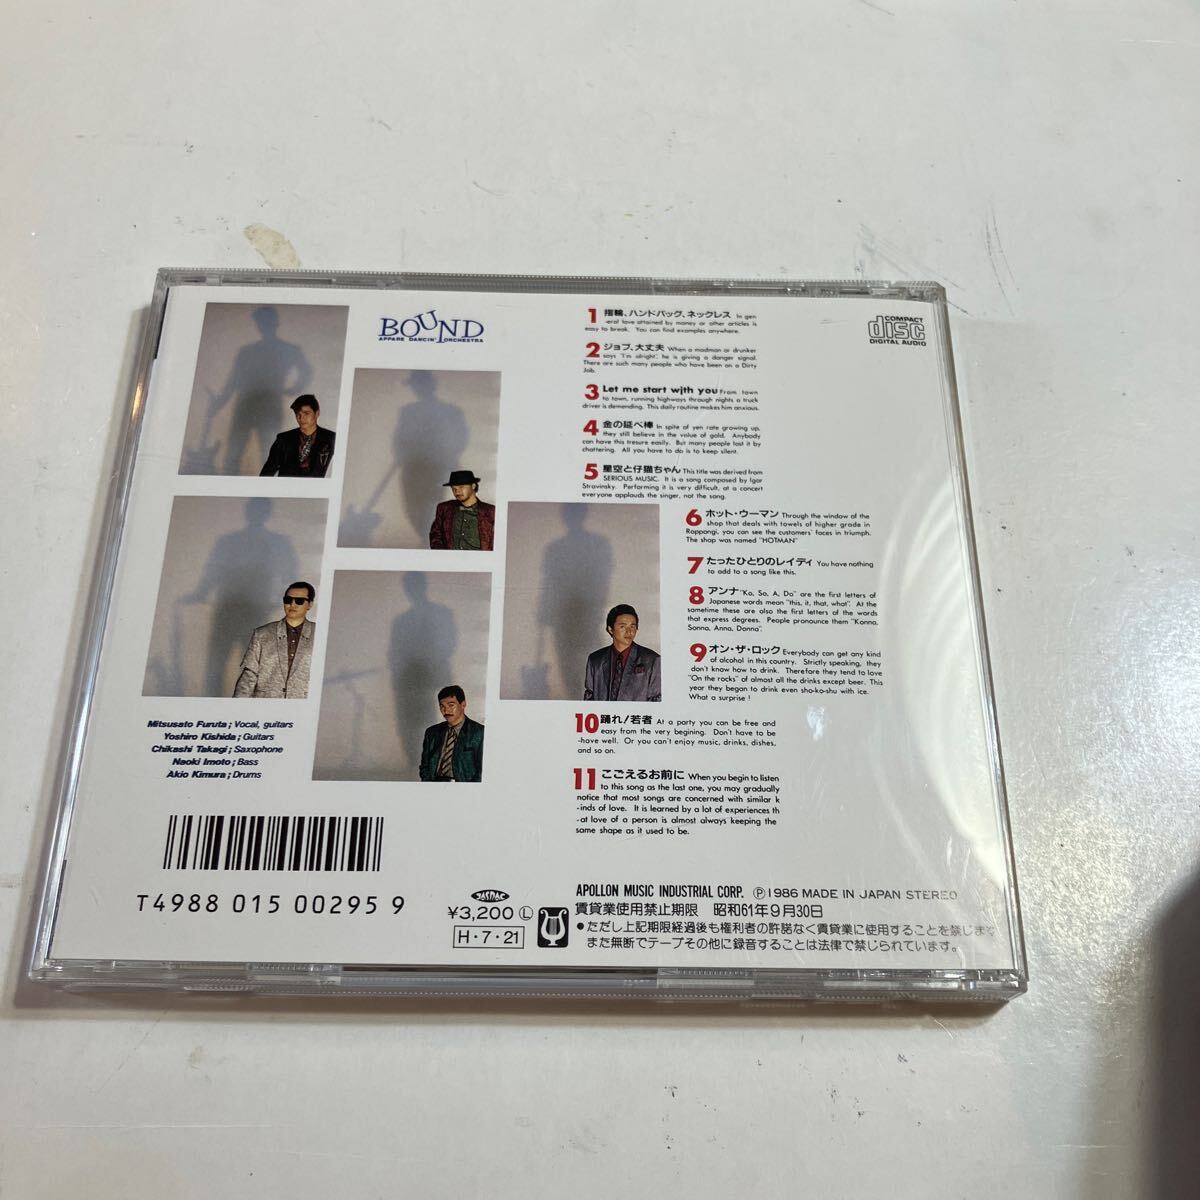 BOUND
APPARE DANCIN' ORCHESTRA
COMPACT
disc
DIGITAL AUDIO
1 指輪、ハンドバッグ、ネックレス In gen
-eral love attained by money or other articles is
easy to break. You can find examples anywhere.
2 ジョブ、大丈夫 When a madman or drunker
says "I'm alright", he is giving a danger signal.
There are such many people who have been on a Dirty
Job.
3 Let me start with you From town
to town, running highways through nights a truck
driver is demending. This daily routine makes him anxious.
4 金の延べ棒 In spite of yen rate growing up,
they still believe in the value of gold. Anybody
can have this tresure easily. But many people lost it by
chattering. All you have to do is to keep silent.
5 星空と仔猫ちゃん This title was derived from
SERIOUS MUSIC. It is a song composed by Igor
Stravinsky. Performing it is very difficult, at a concert
everyone applauds the singer, not the song.
6 ホット・ウーマン Through the window of the
shop that deals with towels of higher grade in
Roppongi, you can see the customers' faces in triumph.
The shop was named "HOTMAN"
7 たったひとりのレイディ You have nothing
to add to a song like this.
8 アンナ "Ko, So, A, Do" are the first letters of
Japanese words mean "this, it, that, what". At the
sametime these are also the first letters of the words
that express degrees. People pronounce them "Konna,
Sonna, Anna, Donna".
9 オン・ザ・ロック Everybody can get any kind
of alcohol in this country. Strictly speaking, they
don't know how to drink. Therefore they tend to love
"On the rocks" of almost all the drinks except beer. This
year they began to drink even sho-ko-shu with ice.
What a surprise !
10 踊れ!若者 At a party you can be free and
easy from the very begining. Don't have to be
-have well. Or you can't enjoy music, drinks, dishes,
and so on.
11 こごえるお前に When you begin to listen
to this song as the last one, you may gradually
notice that most songs are concerned with similar k
-inds of love. It is learned by a lot of experiences th
-at love of a person is almost always keeping the
same shape as it used to be.
Mitsusato Furuta ; Vocal, guitars
Yoshiro Kishida ; Guitars
Chikashi Takagi ; Saxophone
Naoki Imoto ; Bass
Akio Kimura ; Drums
T4988 015 00295 9
JASRAC
¥3,200 Ⓛ
H・7・21
APOLLON MUSIC INDUSTRIAL CORP. Ⓟ1986 MADE IN JAPAN STEREO
賃貸業使用禁止期限 昭和61年9月30日
●ただし上記期限経過後も権利者の許諾なく賃貸業に使用することを禁じます
また無断でテープその他に録音することは法律で禁じられています。